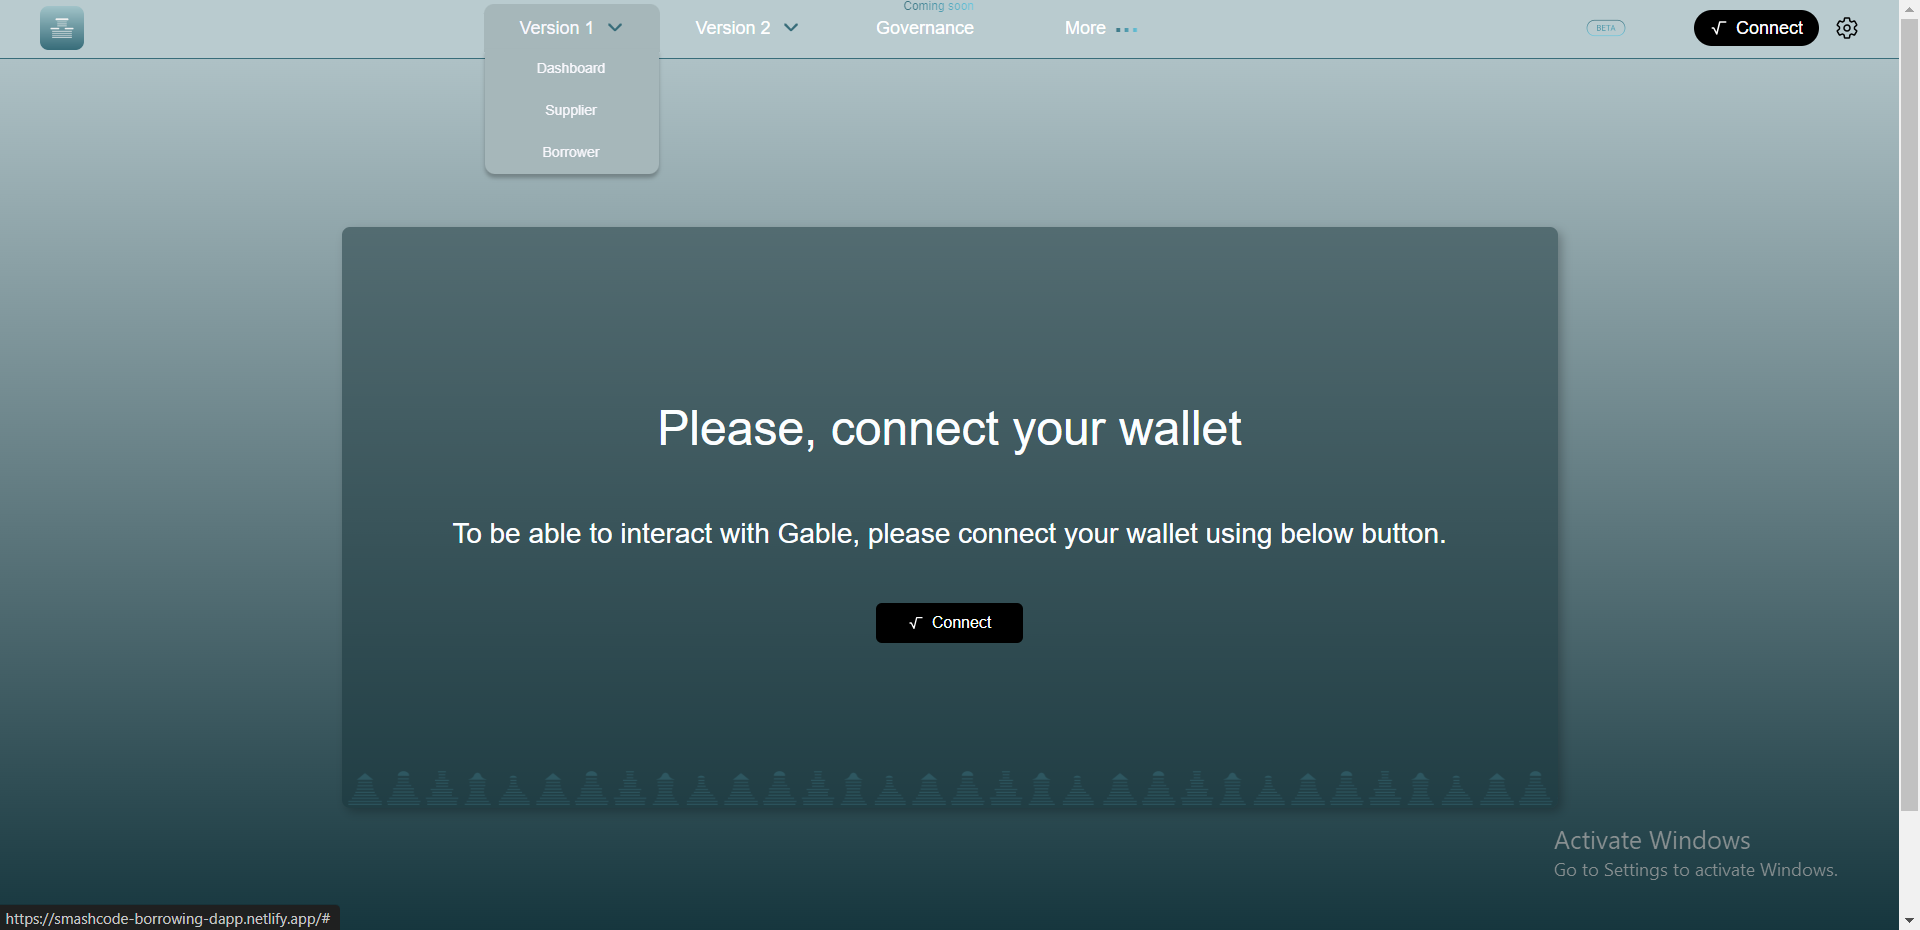 Coming soon
Version 1
Version 2
Governance
More
BETA
Connect
Dashboard
Supplier
Borrower
Please, connect your wallet
To be able to interact with Gable, please connect your wallet using below button.
Connect
Activate Windows
Go to Settings to activate Windows.
https://smashcode-borrowing-dapp.netlify.app/#